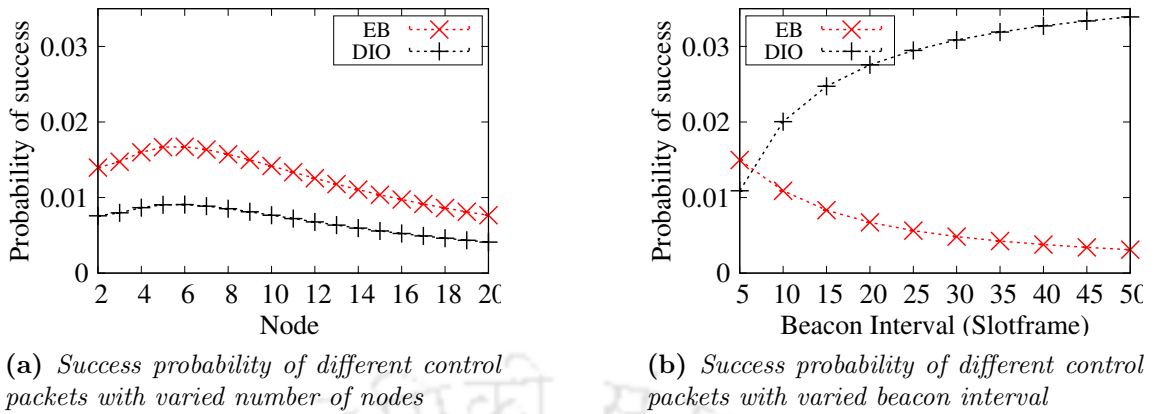 EB
DIO
Probability of success
0.03
0.02
0.01
0
2 4 6 8 10 12 14 16 18 20
Node
(a) Success probability of different control
packets with varied number of nodes
EB
DIO
Probability of success
0.03
0.02
0.01
0
5 10 15 20 25 30 35 40 45 50
Beacon Interval (Slotframe)
(b) Success probability of different control
packets with varied beacon interval